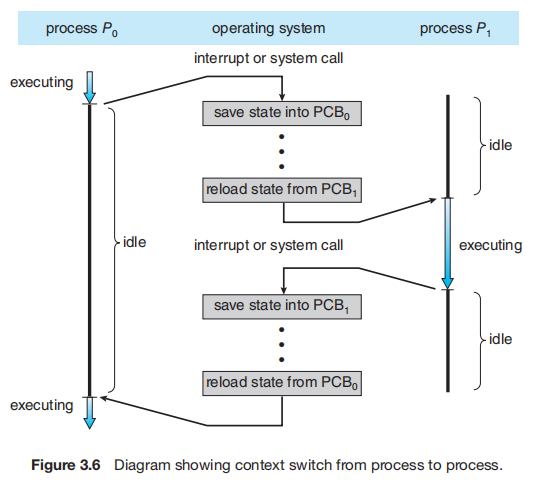 process P0 operating system process P1
interrupt or system call
executing
save state into PCB0
idle
reload state from PCB1
idle
interrupt or system call
executing
save state into PCB1
idle
reload state from PCB0
executing
Figure 3.6 Diagram showing context switch from process to process.